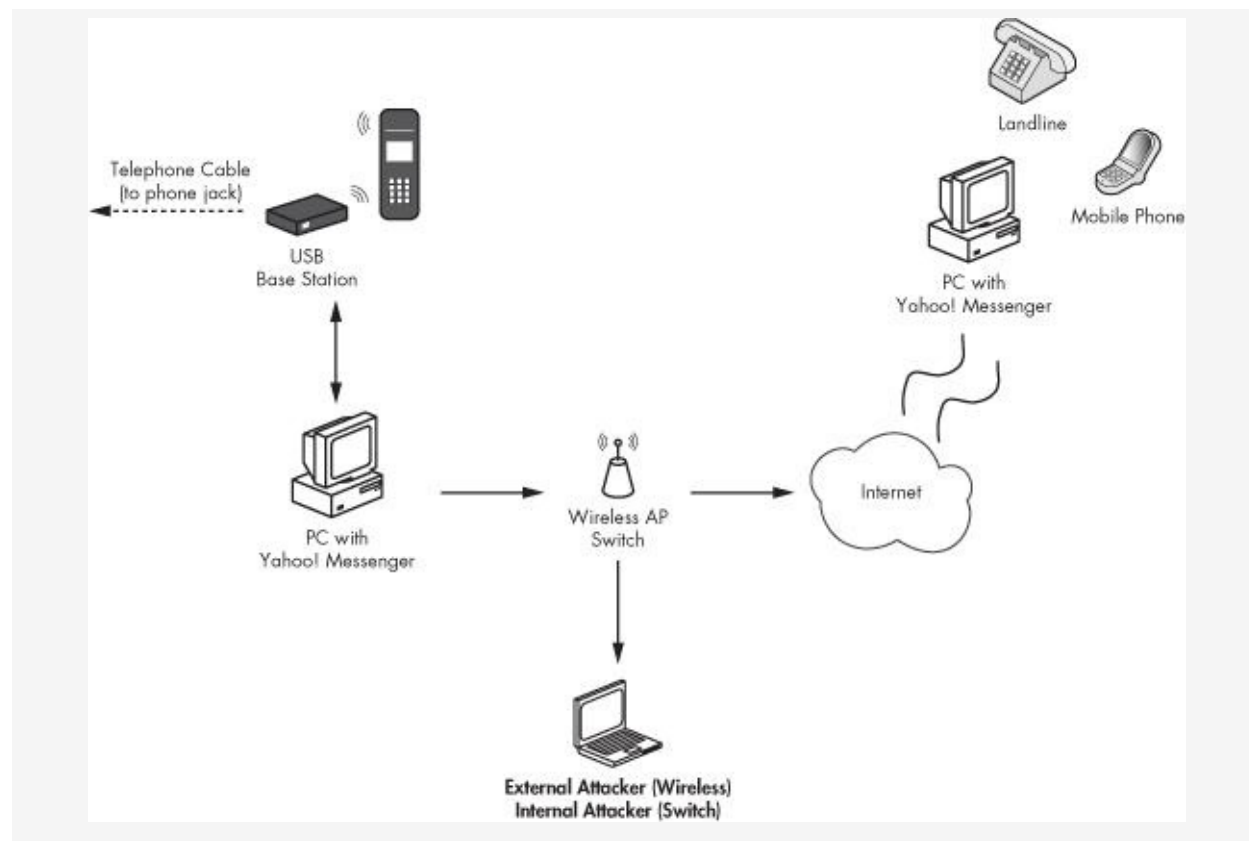 Landline
Mobile Phone
Telephone Cable
(to phone jack)
USB
Base Station
PC with
Yahoo! Messenger
PC with
Yahoo! Messenger
Wireless AP
Switch
Internet
External Attacker (Wireless)
Internal Attacker (Switch)